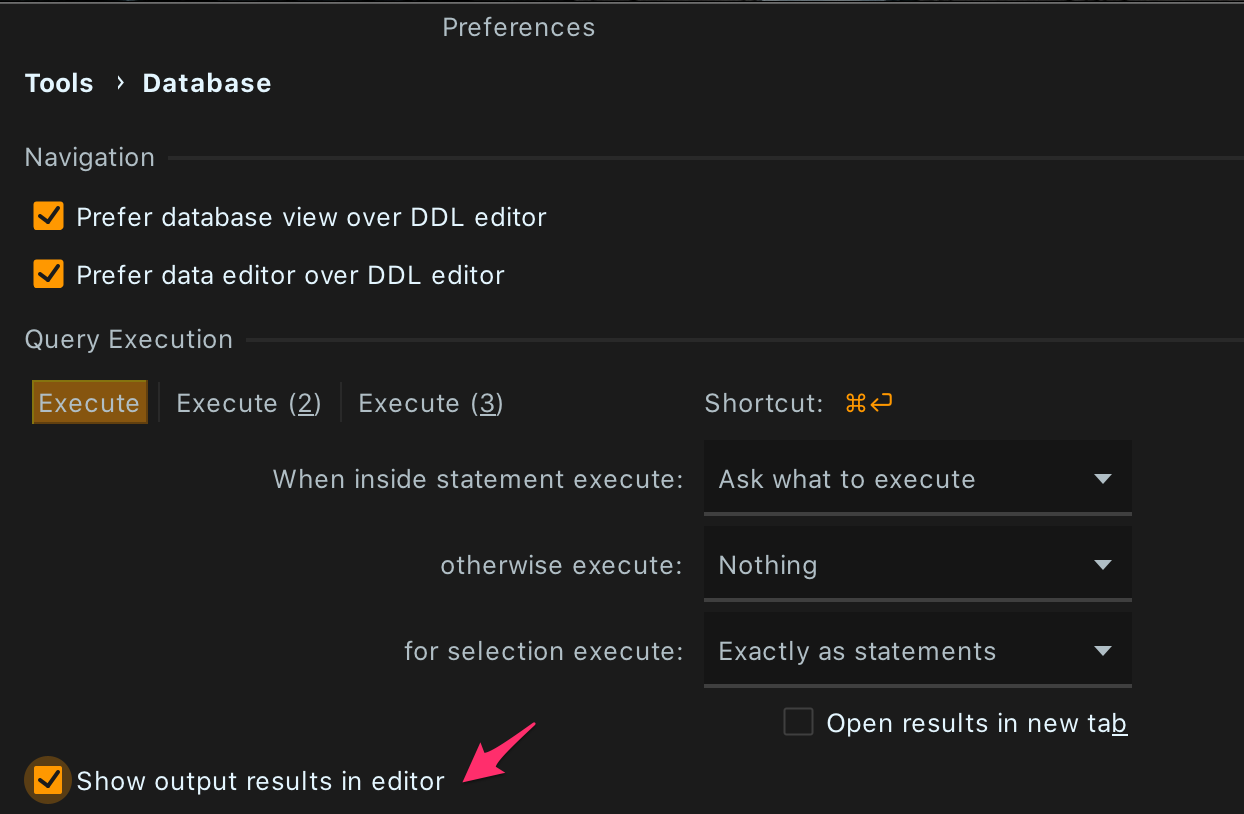 Preferences
Tools › Database
Navigation
Prefer database view over DDL editor
Prefer data editor over DDL editor
Query Execution
Execute Execute (2) Execute (3) Shortcut: ⌘⏎
When inside statement execute: Ask what to execute
otherwise execute: Nothing
for selection execute: Exactly as statements
Open results in new tab
Show output results in editor